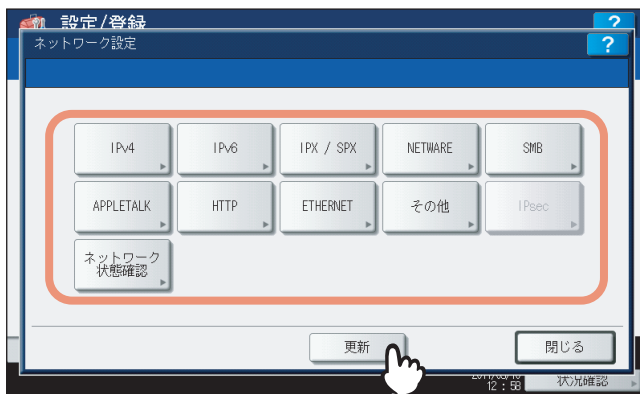 設定/登録
?
ネットワーク設定
?
IPv4
IPv6
IPX / SPX
NETWARE
SMB
APPLETALK
HTTP
ETHERNET
その他
IPsec
ネットワーク
状態確認
更新
閉じる
12：58
状況確認